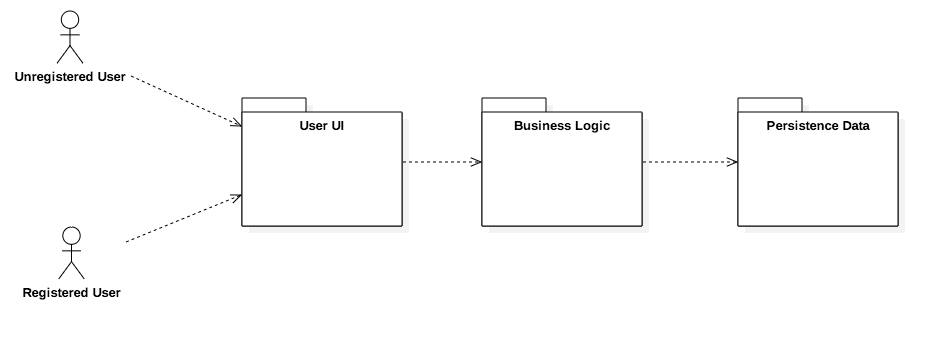 Unregistered User
User UI
Business Logic
Persistence Data
Registered User